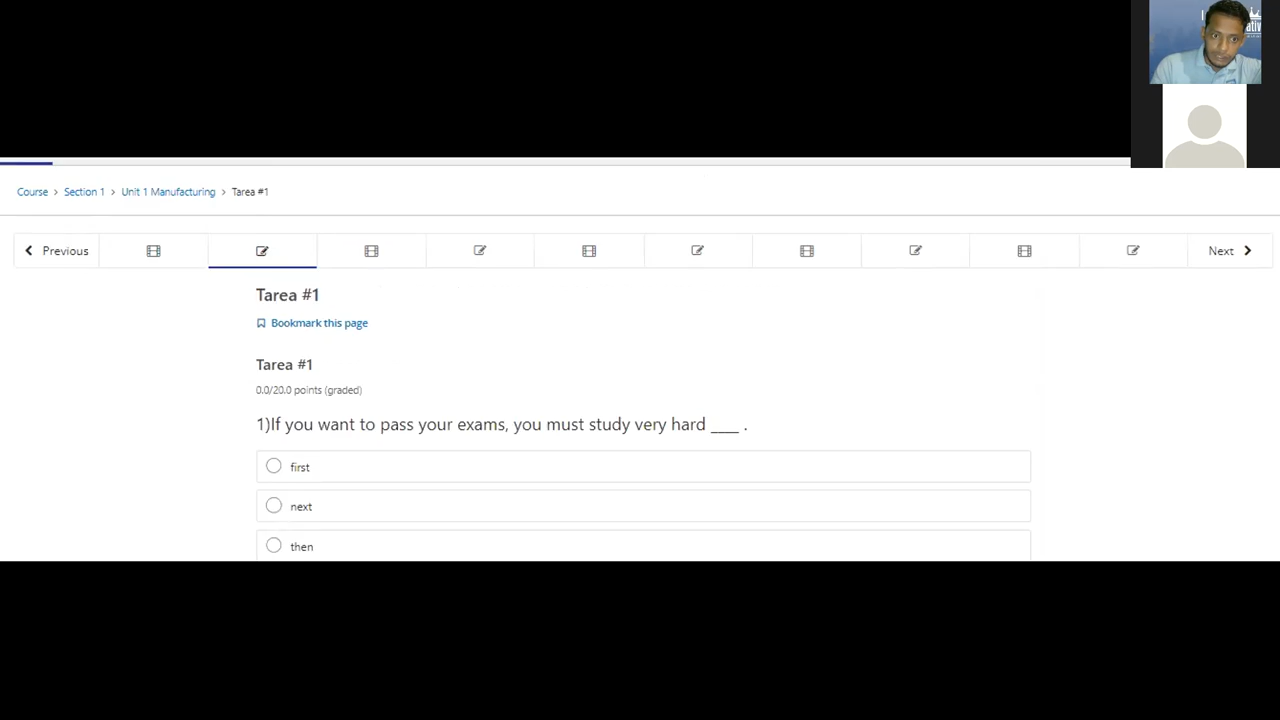 Course > Section 1 > Unit 1 Manufacturing > Tarea #1
Previous
Next
Tarea #1
Bookmark this page
Tarea #1
0.0/20.0 points (graded)
1)If you want to pass your exams, you must study very hard ____ .
first
next
then